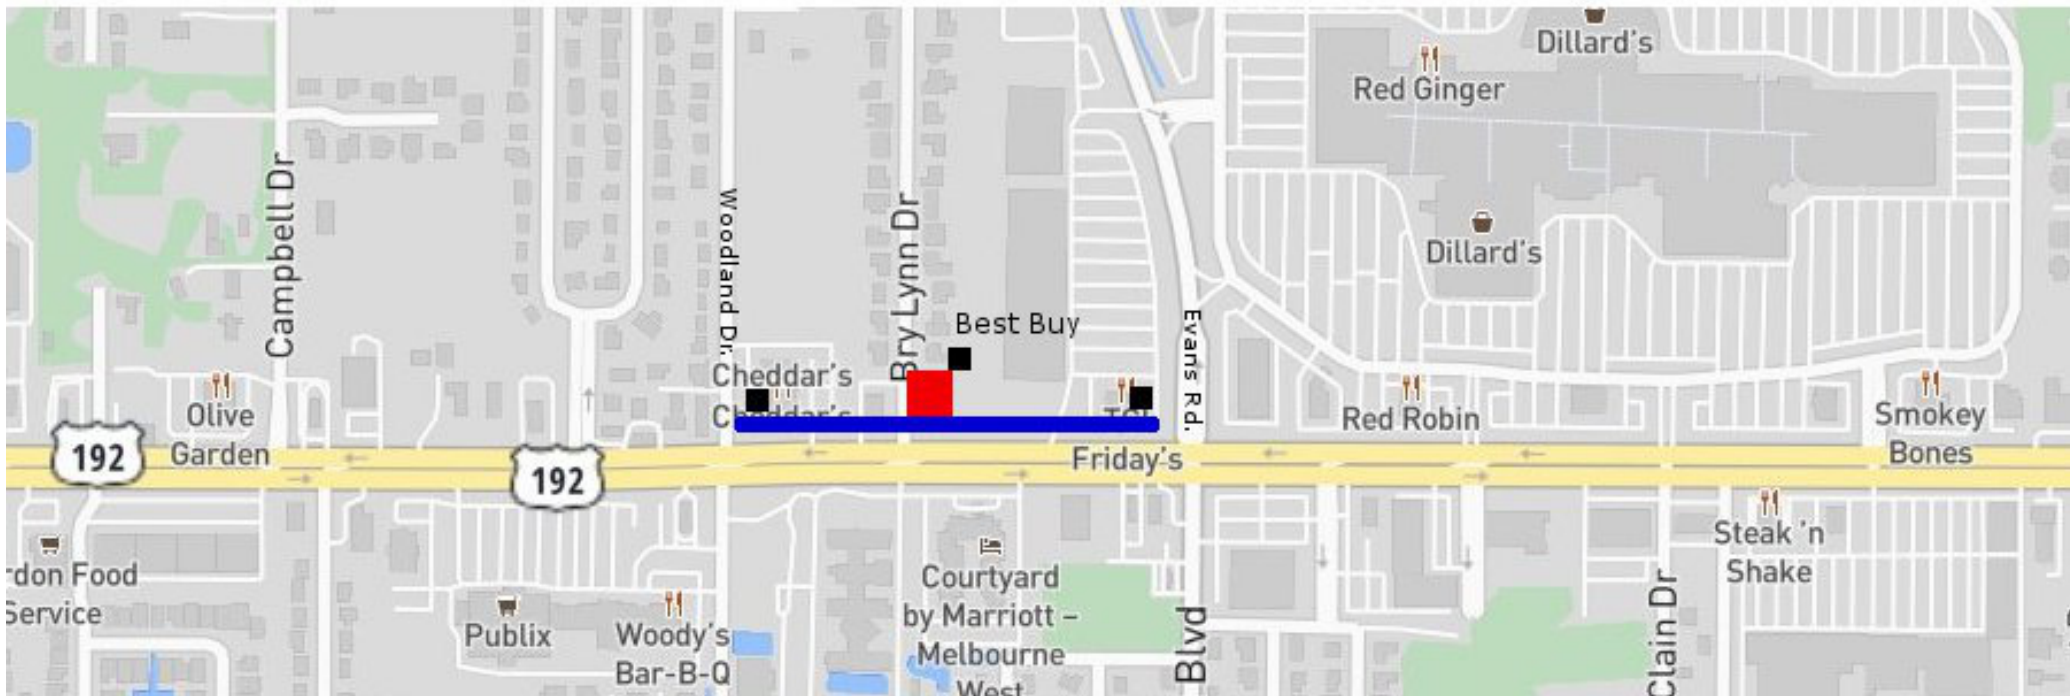 Dillard's
Red Ginger
Campbell Dr
Woodland Dr.
Bry Lynn Dr
Dillard's
Best Buy
Evans Rd.
Cheddar's
Cheddar's
Olive
Garden
Red Robin
Smokey
Bones
192
192
Friday's
Steak 'n
Shake
rdon Food
Service
Publix
Woody's
Bar-B-Q
Courtyard
by Marriott –
Melbourne
West
Blvd
Clain Dr